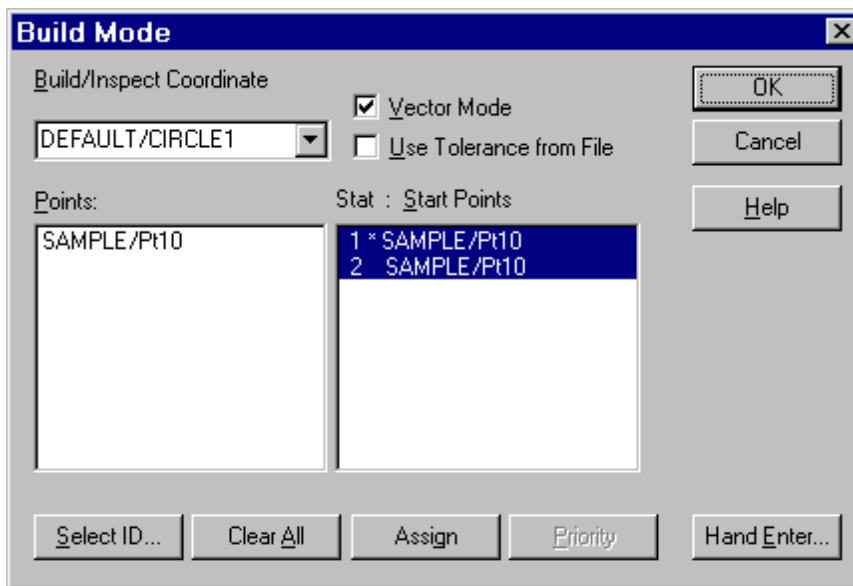 Build Mode
Build/Inspect Coordinate
DEFAULT/CIRCLE1
Vector Mode
Use Tolerance from File
OK
Cancel
Help
Points:
SAMPLE/Pt10
Stat : Start Points
1 * SAMPLE/Pt10
2 SAMPLE/Pt10
Select ID...
Clear All
Assign
Priority
Hand Enter...